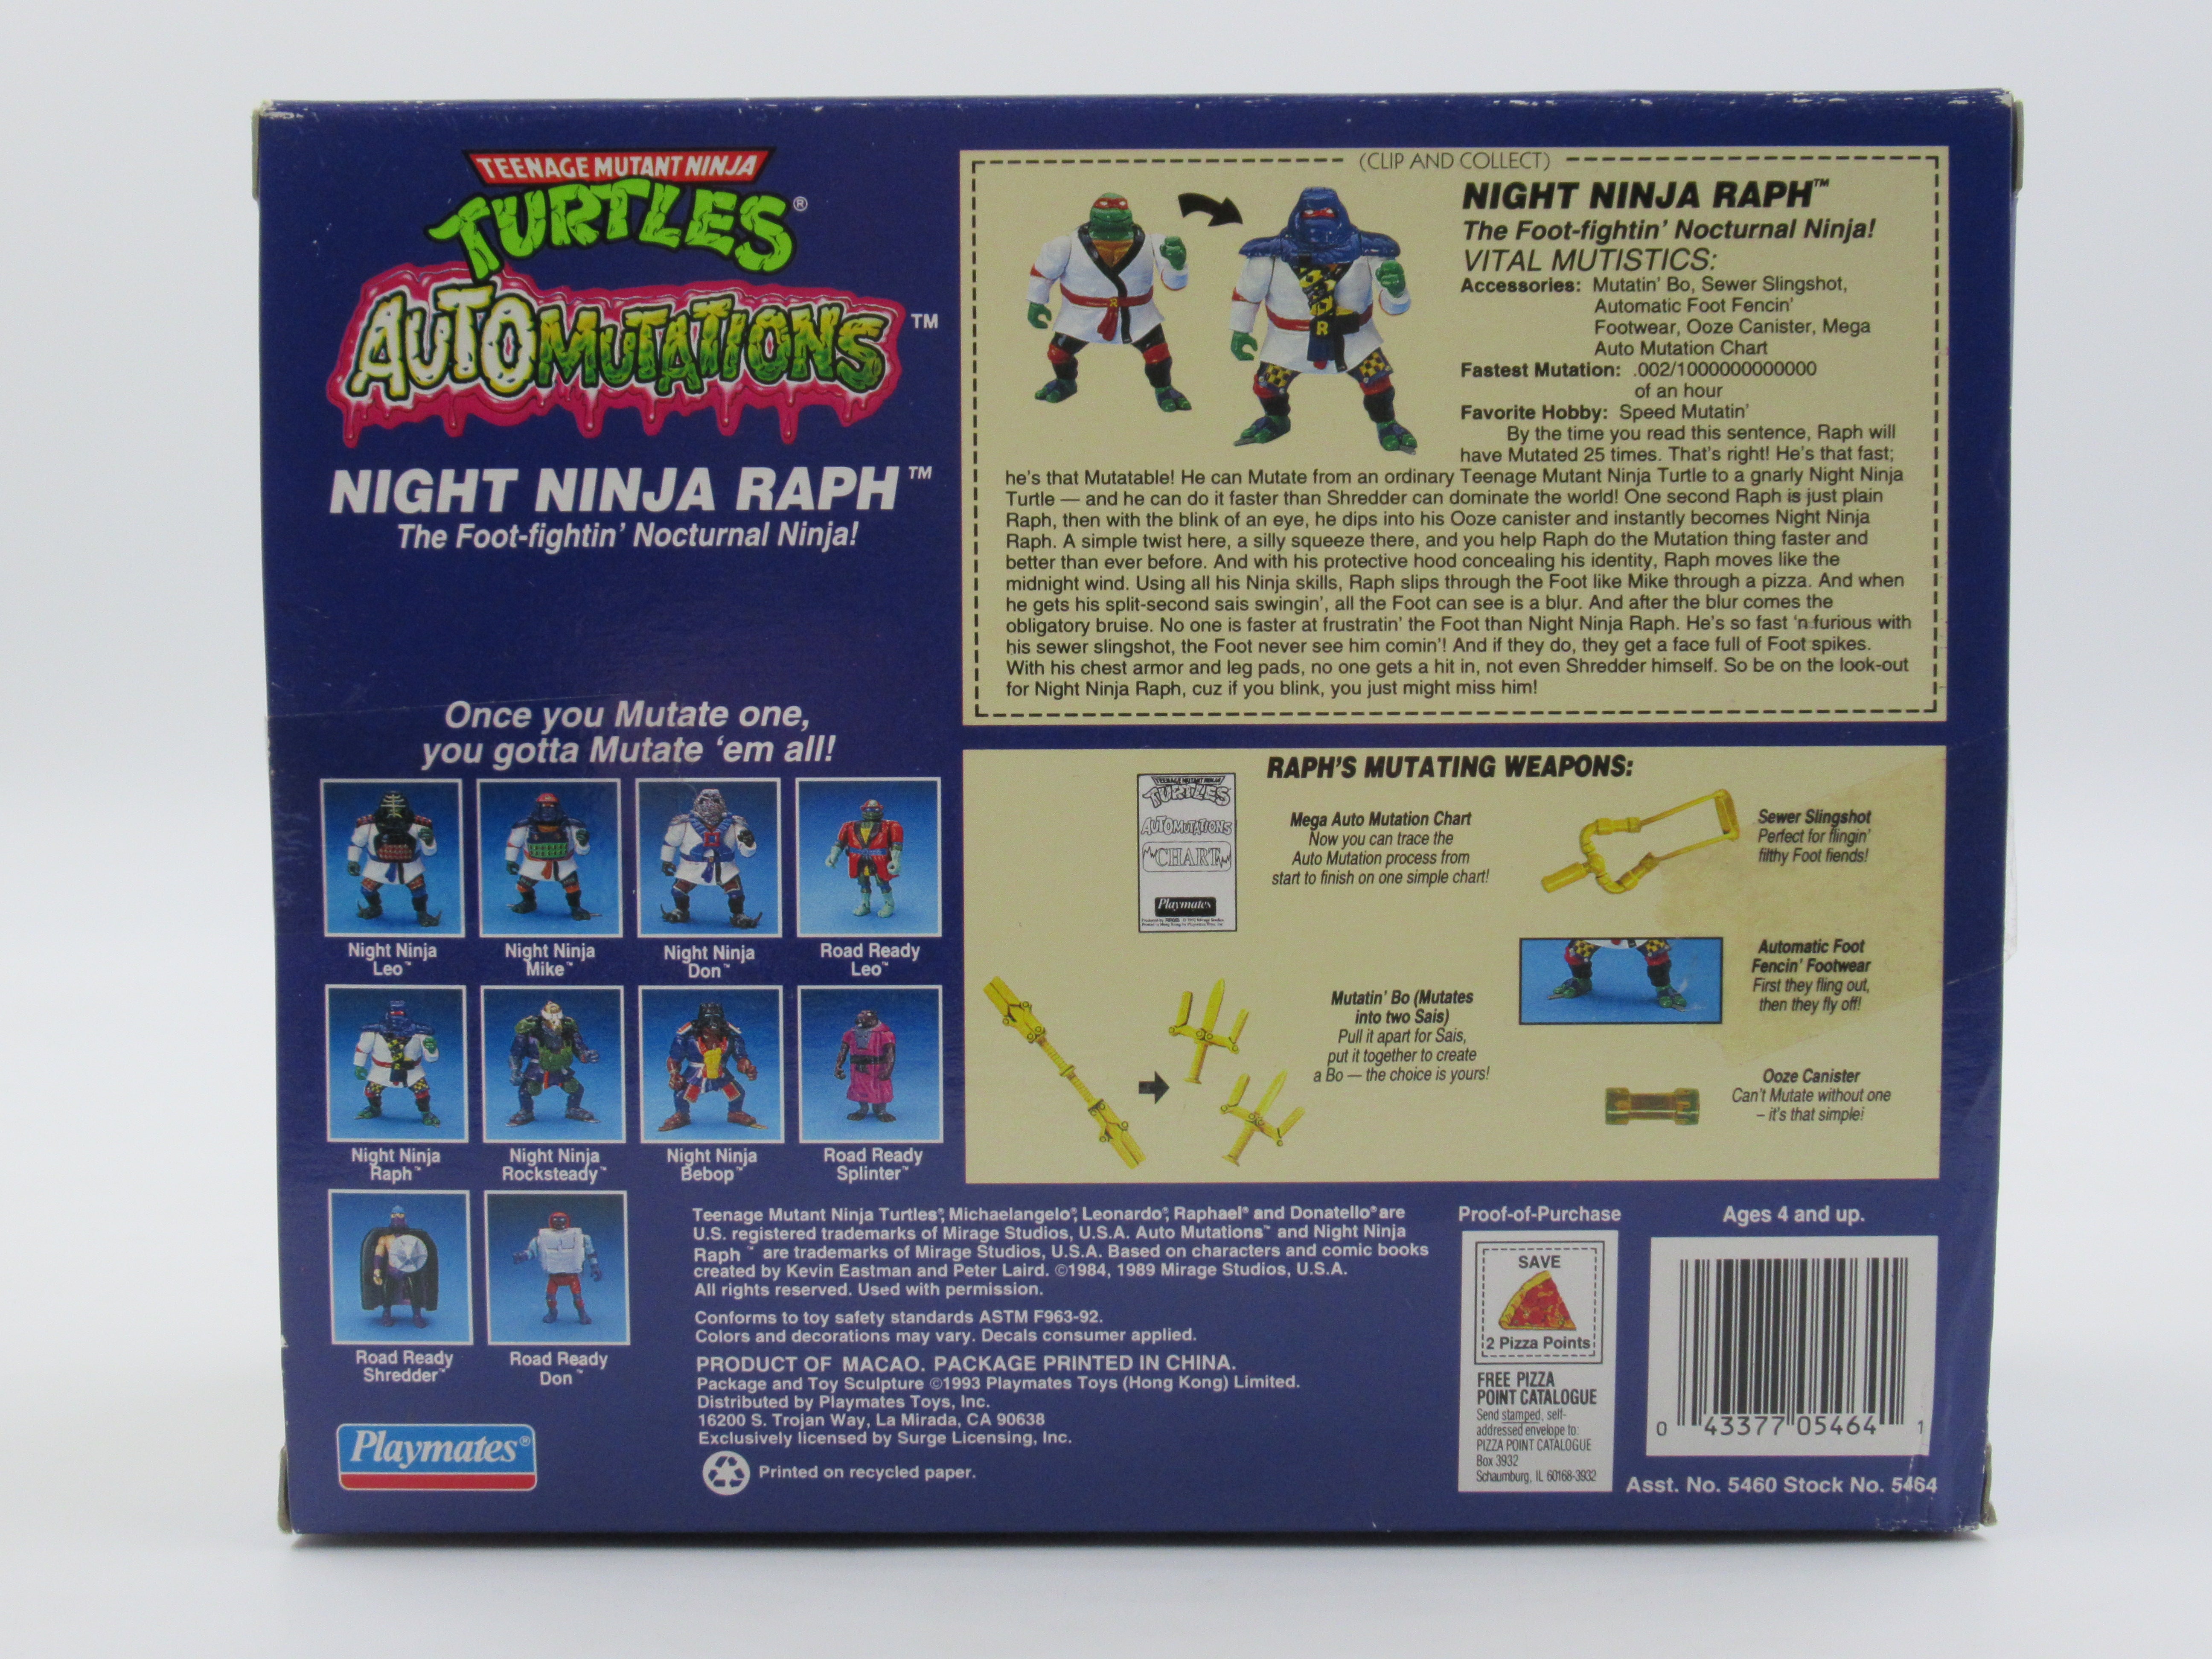 TEENAGE MUTANT NINJA
TURTLES®
AUTO MUTATIONS™
NIGHT NINJA RAPH™
The Foot-fightin' Nocturnal Ninja!
Once you Mutate one,
you gotta Mutate 'em all!
Night Ninja
Leo™
Night Ninja
Mike™
Night Ninja
Don™
Road Ready
Leo™
Night Ninja
Raph™
Night Ninja
Rocksteady™
Night Ninja
Bebop™
Road Ready
Splinter™
Road Ready
Shredder™
Road Ready
Don™
Playmates®
(CLIP AND COLLECT)
NIGHT NINJA RAPH™
The Foot-fightin' Nocturnal Ninja!
VITAL MUTISTICS:
Accessories: Mutatin' Bo, Sewer Slingshot,
Automatic Foot Fencin'
Footwear, Ooze Canister, Mega
Auto Mutation Chart
Fastest Mutation: .002/1000000000000
of an hour
Favorite Hobby: Speed Mutatin'
By the time you read this sentence, Raph will
have Mutated 25 times. That's right! He's that fast;
he's that Mutatable! He can Mutate from an ordinary Teenage Mutant Ninja Turtle to a gnarly Night Ninja
Turtle — and he can do it faster than Shredder can dominate the world! One second Raph is just plain
Raph, then with the blink of an eye, he dips into his Ooze canister and instantly becomes Night Ninja
Raph. A simple twist here, a silly squeeze there, and you help Raph do the Mutation thing faster and
better than ever before. And with his protective hood concealing his identity, Raph moves like the
midnight wind. Using all his Ninja skills, Raph slips through the Foot like Mike through a pizza. And when
he gets his split-second sais swingin', all the Foot can see is a blur. And after the blur comes the
obligatory bruise. No one is faster at frustratin' the Foot than Night Ninja Raph. He's so fast 'n furious with
his sewer slingshot, the Foot never see him comin'! And if they do, they get a face full of Foot spikes.
With his chest armor and leg pads, no one gets a hit in, not even Shredder himself. So be on the look-out
for Night Ninja Raph, cuz if you blink, you just might miss him!
RAPH'S MUTATING WEAPONS:
TEENAGE MUTANT NINJA
TURTLES
AUTOMUTATIONS
CHART
Playmates
Mega Auto Mutation Chart
Now you can trace the
Auto Mutation process from
start to finish on one simple chart!
Sewer Slingshot
Perfect for flingin'
filthy Foot fiends!
Automatic Foot
Fencin' Footwear
First they fling out,
then they fly off!
Mutatin' Bo (Mutates
into two Sais)
Pull it apart for Sais,
put it together to create
a Bo — the choice is yours!
Ooze Canister
Can't Mutate without one
– it's that simple!
Teenage Mutant Ninja Turtles®, Michaelangelo®, Leonardo®, Raphael® and Donatello® are
U.S. registered trademarks of Mirage Studios, U.S.A. Auto Mutations™ and Night Ninja
Raph™ are trademarks of Mirage Studios, U.S.A. Based on characters and comic books
created by Kevin Eastman and Peter Laird. ©1984, 1989 Mirage Studios, U.S.A.
All rights reserved. Used with permission.
Conforms to toy safety standards ASTM F963-92.
Colors and decorations may vary. Decals consumer applied.
PRODUCT OF MACAO. PACKAGE PRINTED IN CHINA.
Package and Toy Sculpture ©1993 Playmates Toys (Hong Kong) Limited.
Distributed by Playmates Toys, Inc.
16200 S. Trojan Way, La Mirada, CA 90638
Exclusively licensed by Surge Licensing, Inc.
Printed on recycled paper.
Proof-of-Purchase
SAVE
2 Pizza Points
FREE PIZZA
POINT CATALOGUE
Send stamped, self-
addressed envelope to:
PIZZA POINT CATALOGUE
Box 3932
Schaumburg, IL 60168-3932
Ages 4 and up.
0 43377 05464 1
Asst. No. 5460 Stock No. 5464